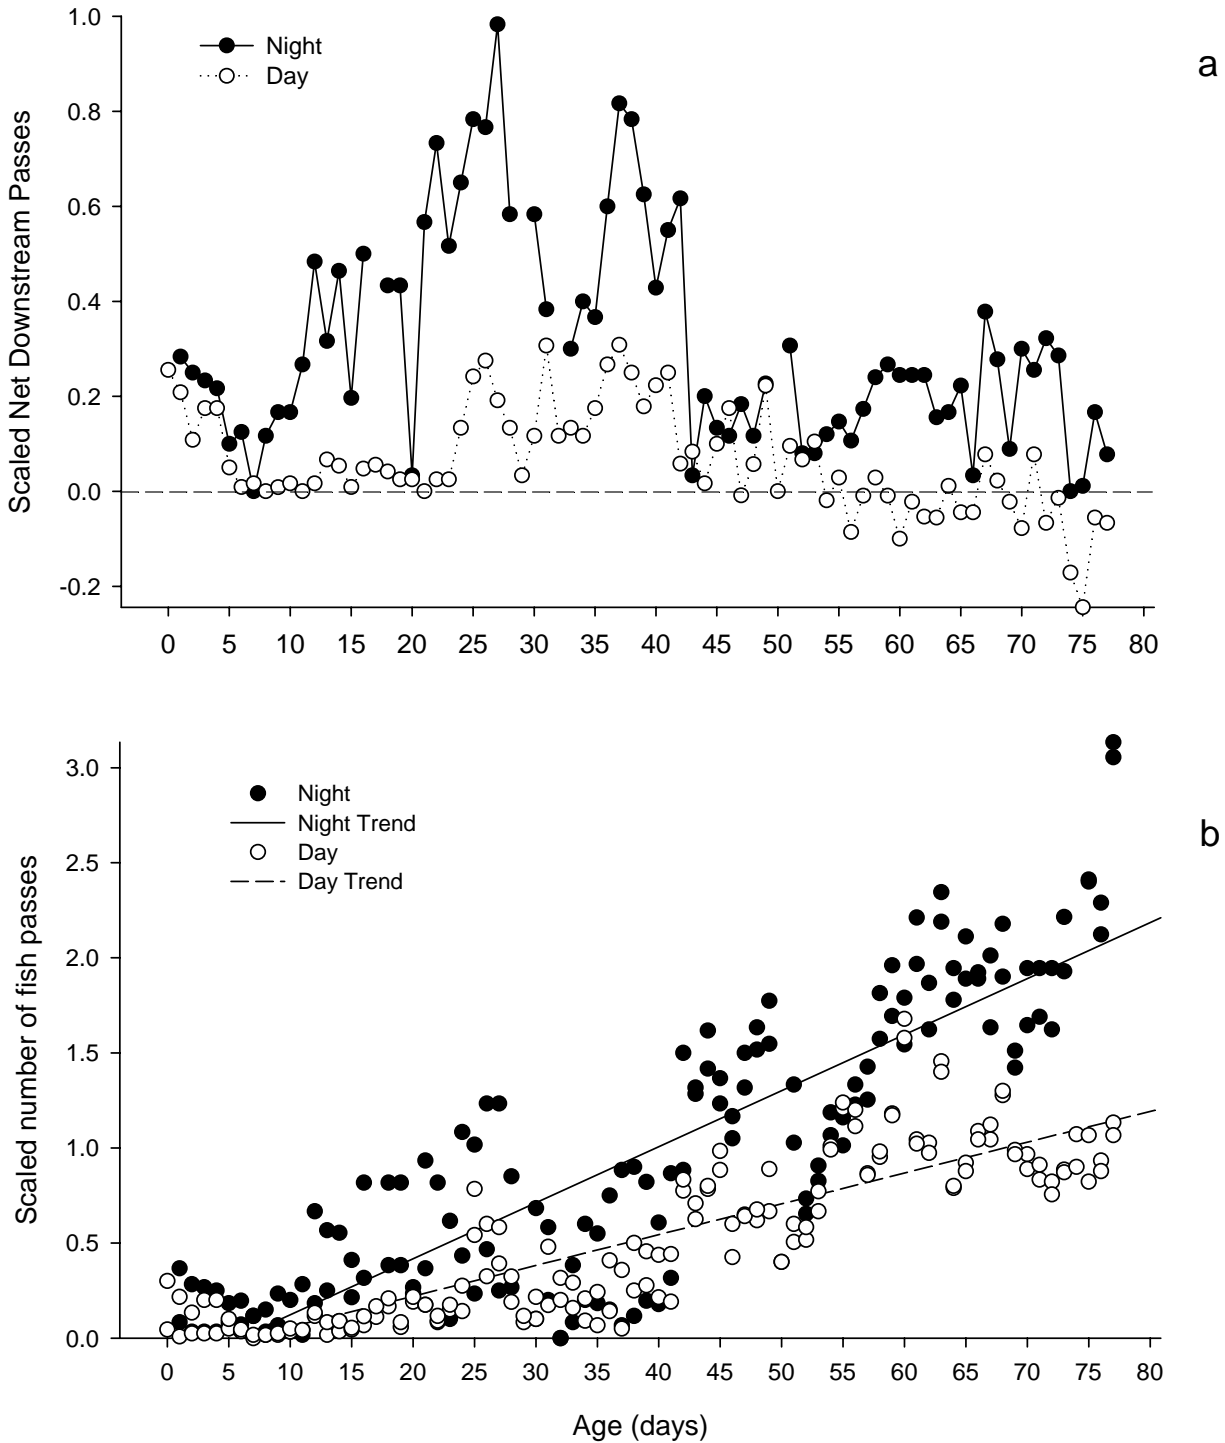 Scaled Net Downstream Passes
1.0
0.8
0.6
0.4
0.2
0.0
-0.2
Night
Day
a
0 5 10 15 20 25 30 35 40 45 50 55 60 65 70 75 80
Scaled number of fish passes
3.0
2.5
2.0
1.5
1.0
0.5
0.0
Night
Night Trend
Day
Day Trend
b
0 5 10 15 20 25 30 35 40 45 50 55 60 65 70 75 80
Age (days)